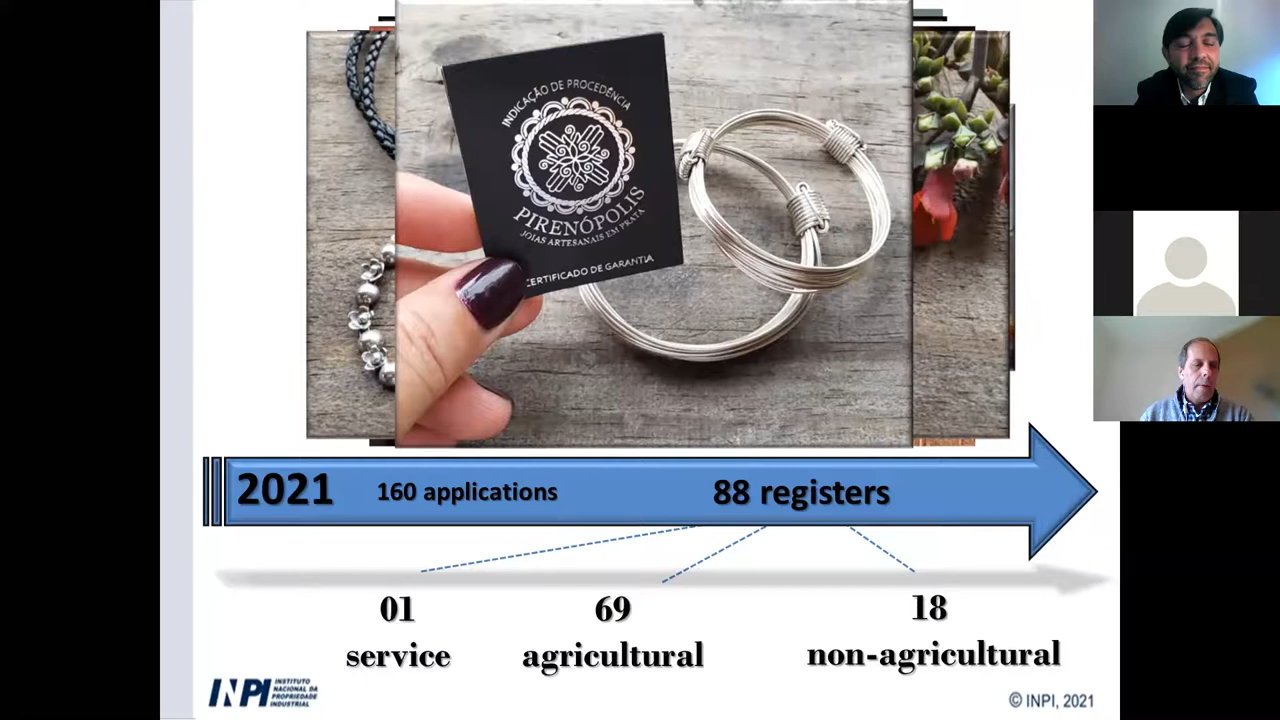 INDICAÇÃO DE PROCEDÊNCIA
PIRENÓPOLIS
JOIAS ARTESANAIS EM PRATA
CERTIFICADO DE GARANTIA
2021 160 applications 88 registers
01 69 18
service agricultural non-agricultural
INPI INSTITUTO
NACIONAL
DA PROPRIEDADE
INDUSTRIAL
© INPI, 2021